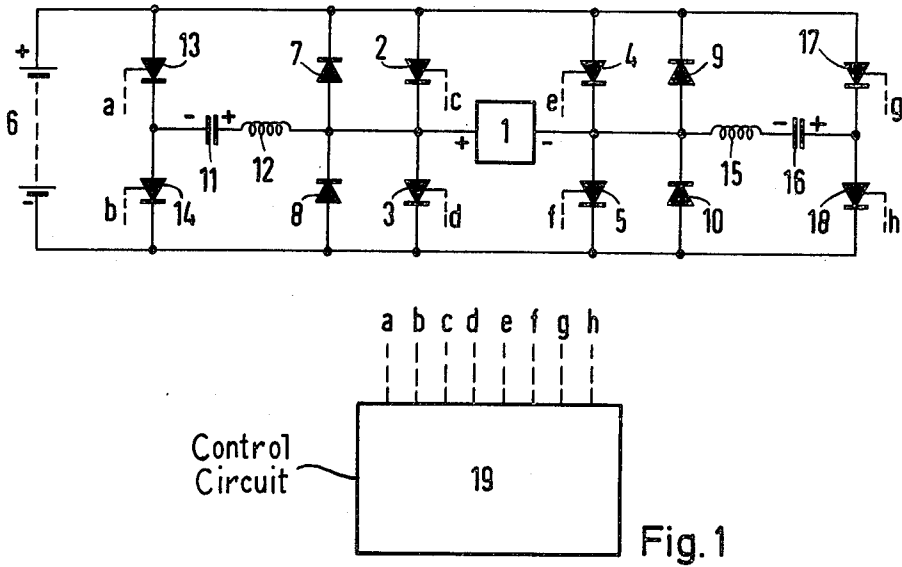 13 7 2 4 9 17
+ a c e g
6 - + + 1 - - +
11 12 15 16
b 14 8 3 d f 5 10 18 h
-
a b c d e f g h
Control
Circuit
19
Fig. 1